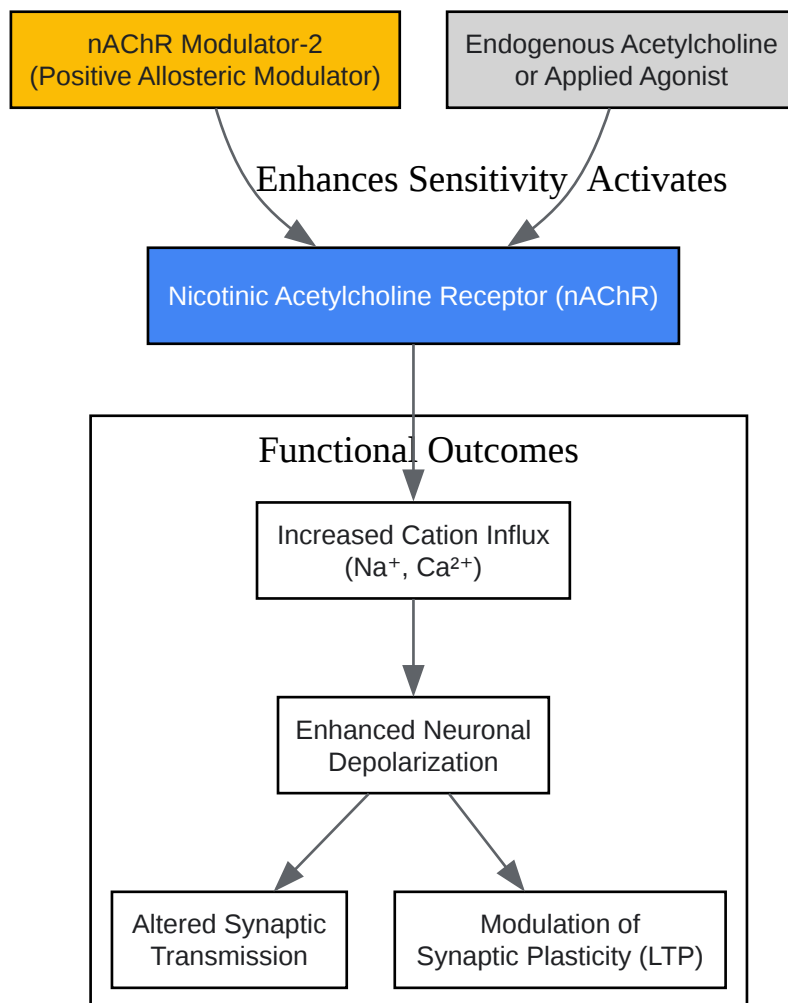 nAChR Modulator-2
(Positive Allosteric Modulator)
Endogenous Acetylcholine
or Applied Agonist
Enhances Sensitivity
Activates
Nicotinic Acetylcholine Receptor (nAChR)
Functional Outcomes
Increased Cation Influx
(Na⁺, Ca²⁺)
Enhanced Neuronal
Depolarization
Altered Synaptic
Transmission
Modulation of
Synaptic Plasticity (LTP)